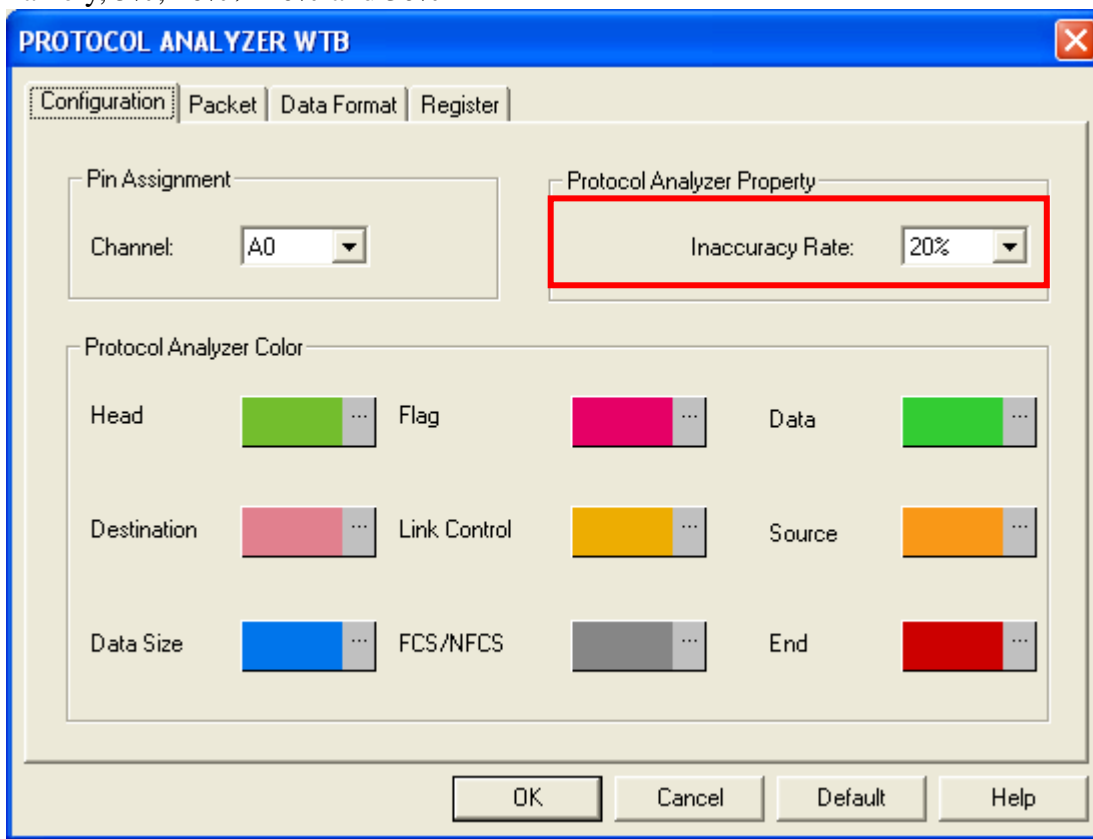 PROTOCOL ANALYZER WTB
Configuration Packet Data Format Register
Pin Assignment
Channel: A0
Protocol Analyzer Property
Inaccuracy Rate: 20%
Protocol Analyzer Color
Head ... Flag ... Data ...
Destination ... Link Control ... Source ...
Data Size ... FCS/NFCS ... End ...
OK Cancel Default Help